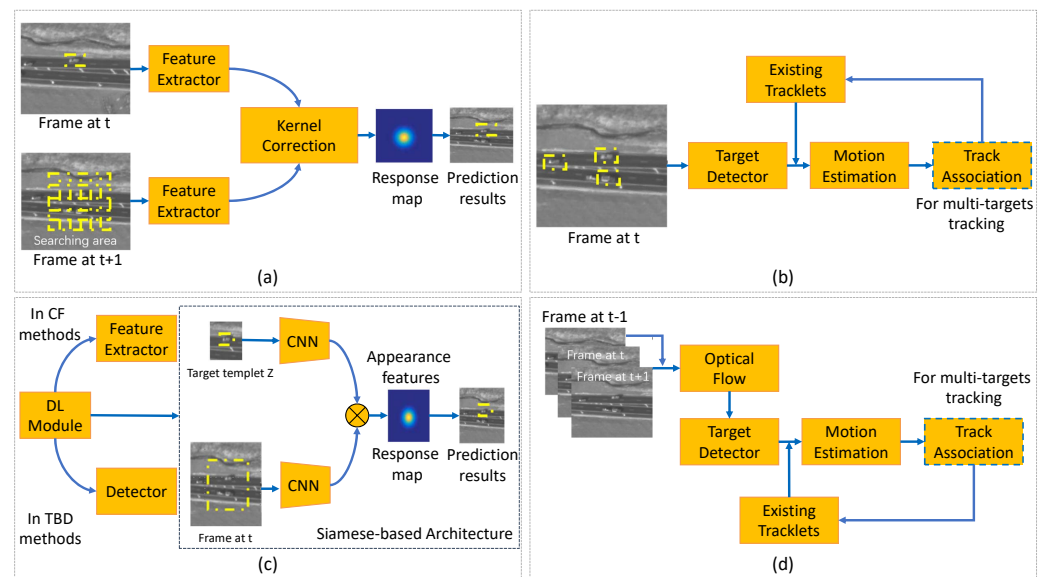 Frame at t
Feature
Extractor
Kernel
Correction
Response
map
Prediction
results
Feature
Extractor
Searching area
Frame at t+1
(a)
Existing
Tracklets
Target
Detector
Motion
Estimation
Track
Association
For multi-targets
tracking
Frame at t
(b)
In CF
methods
Feature
Extractor
DL
Module
Detector
In TBD
methods
Target templet Z
CNN
Appearance
features
Response
map
Prediction
results
CNN
Frame at t
Siamese-based Architecture
(c)
Frame at t-1
Frame at t
Frame at t+1
Optical
Flow
Target
Detector
Motion
Estimation
For multi-targets
tracking
Track
Association
Existing
Tracklets
(d)